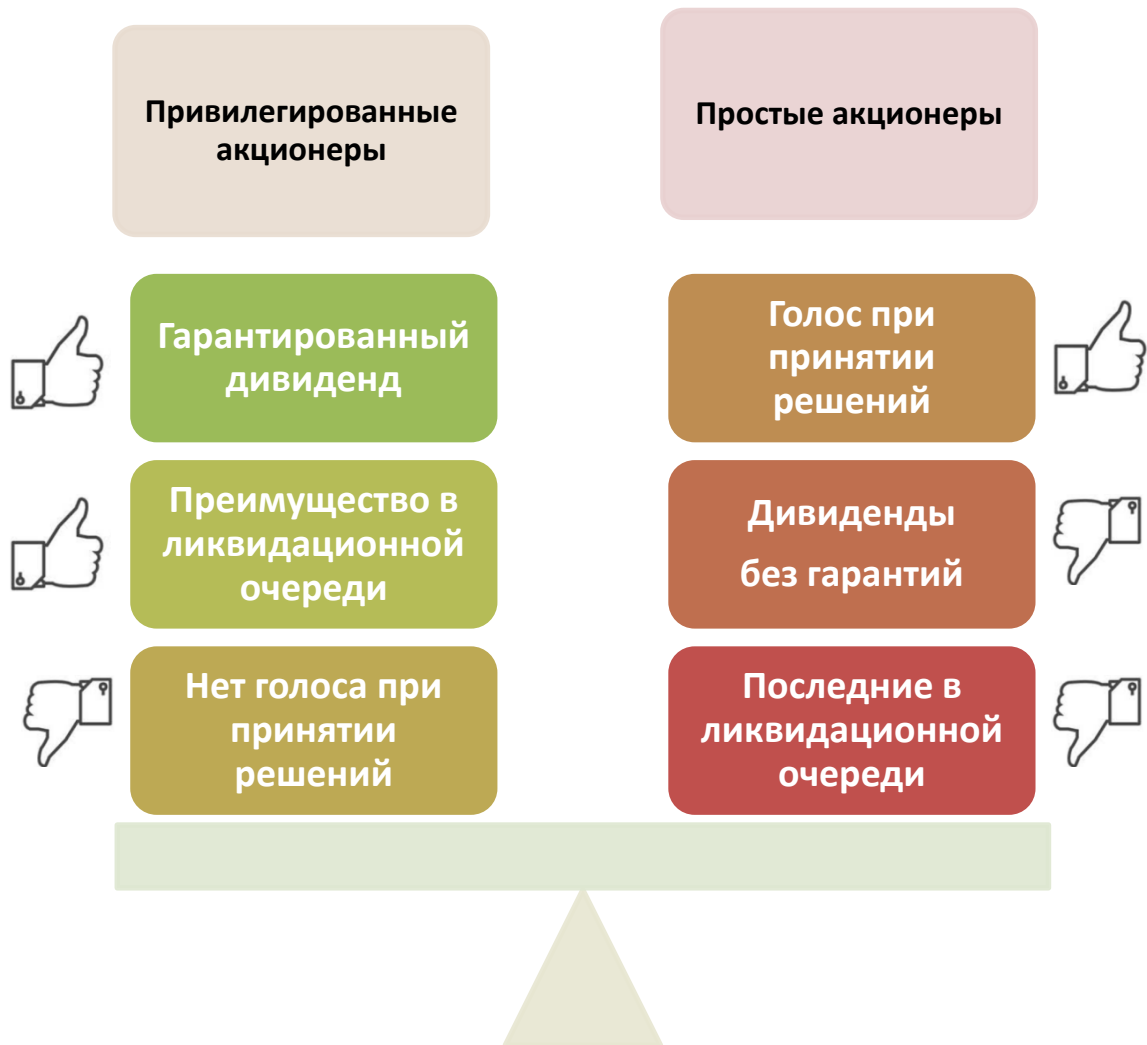 Привилегированные
акционеры
Простые акционеры
Гарантированный
дивиденд
Голос при
принятии
решений
Преимущество в
ликвидационной
очереди
Дивиденды
без гарантий
Нет голоса при
принятии
решений
Последние в
ликвидационной
очереди